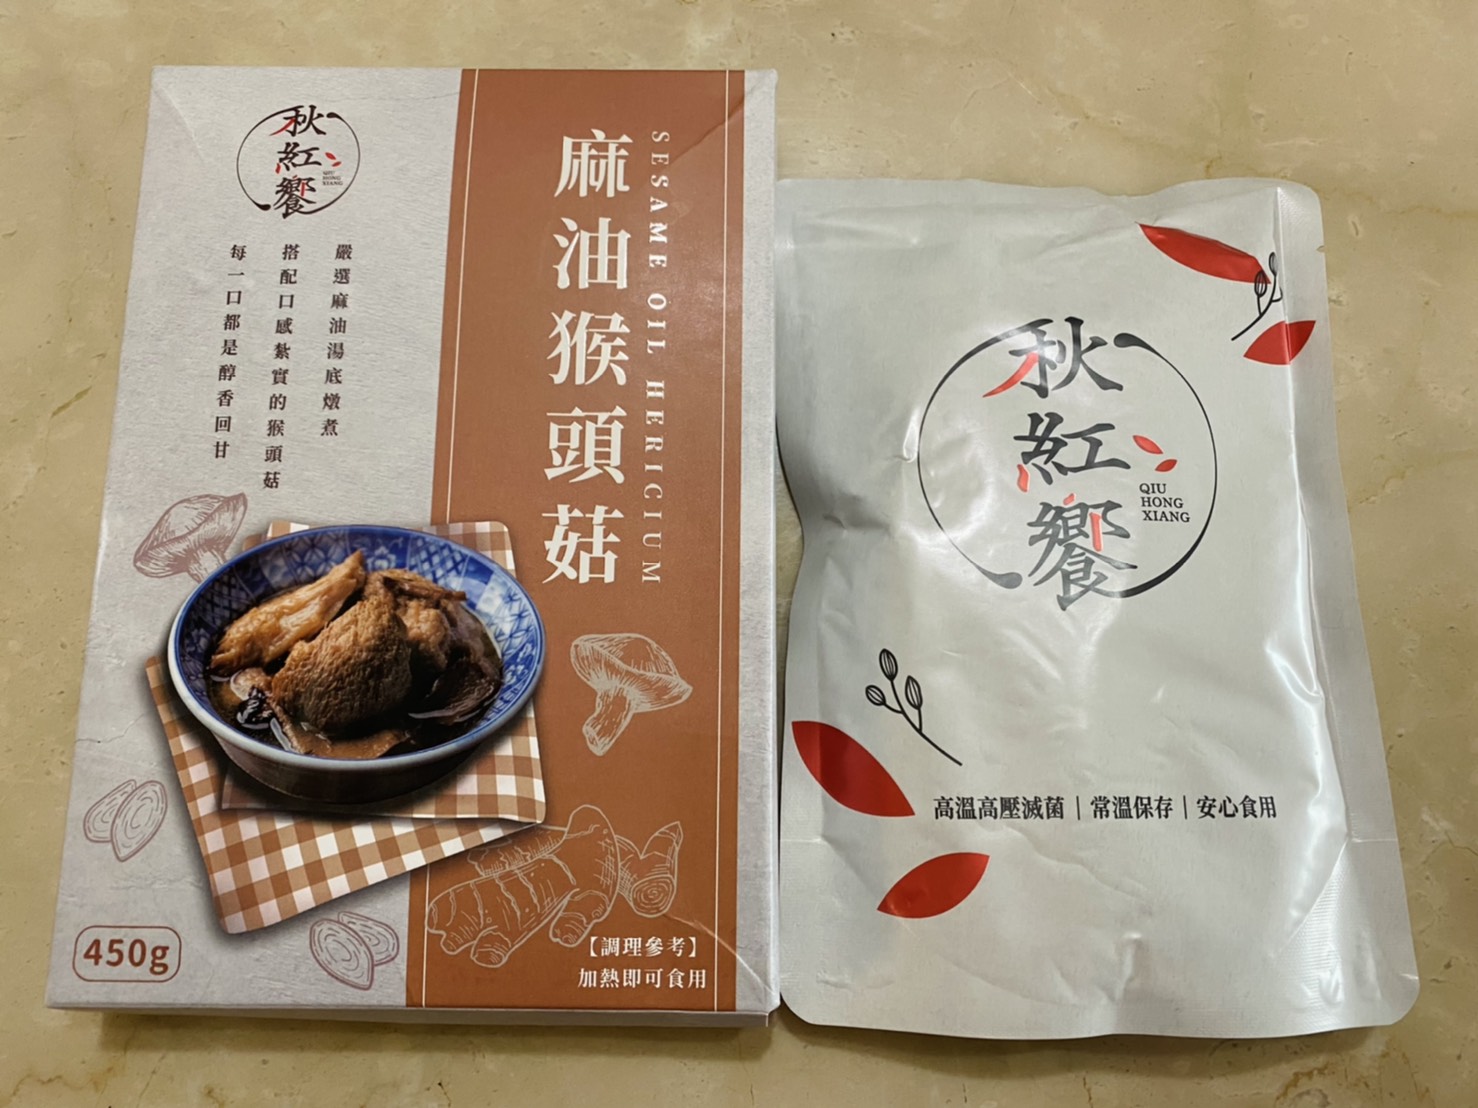 秋紅饗
QIU
HONG
XIANG
嚴選麻油湯底燉煮
搭配口感紮實的猴頭菇
每一口都是醇香回甘
麻油猴頭菇
SESAME OIL HERICIUM
450g
【調理參考】
加熱即可食用
秋紅饗
QIU
HONG
XIANG
高溫高壓滅菌｜常溫保存｜安心食用